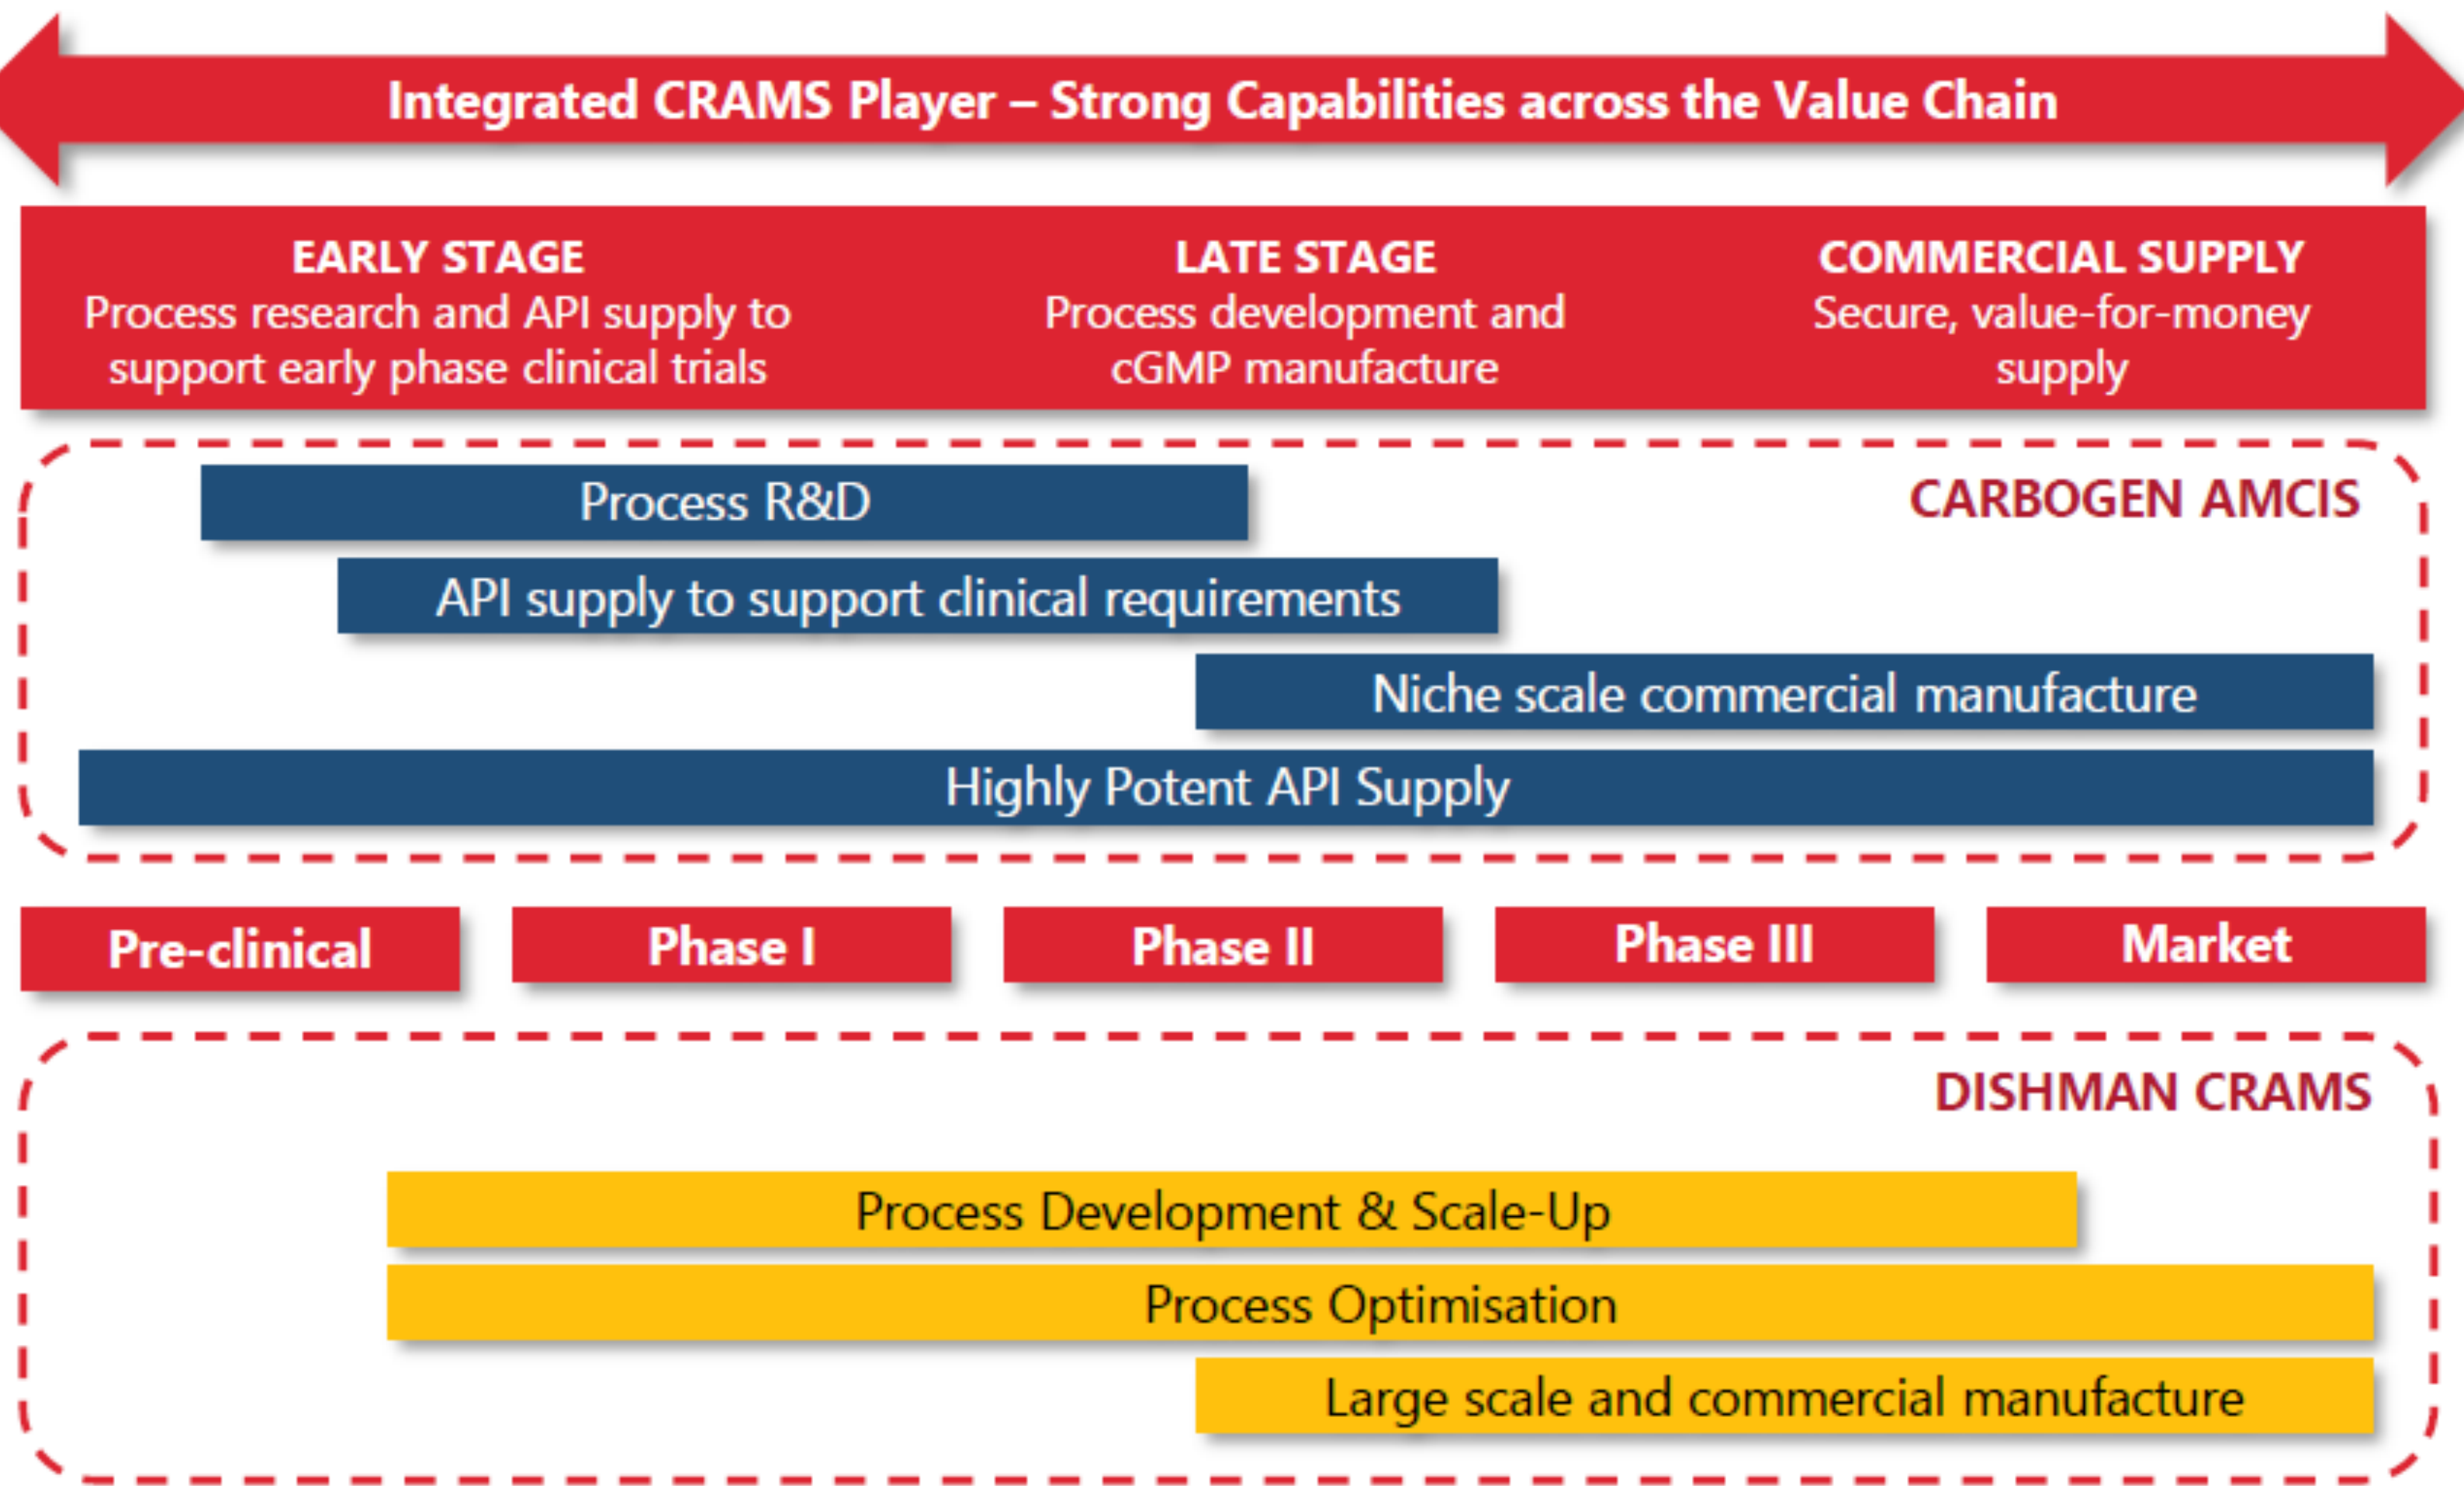 Integrated CRAMS Player – Strong Capabilities across the Value Chain
EARLY STAGE
Process research and API supply to
support early phase clinical trials
LATE STAGE
Process development and
cGMP manufacture
COMMERCIAL SUPPLY
Secure, value-for-money
supply
CARBOGEN AMCIS
Process R&D
API supply to support clinical requirements
Niche scale commercial manufacture
Highly Potent API Supply
Pre-clinical
Phase I
Phase II
Phase III
Market
DISHMAN CRAMS
Process Development & Scale-Up
Process Optimisation
Large scale and commercial manufacture